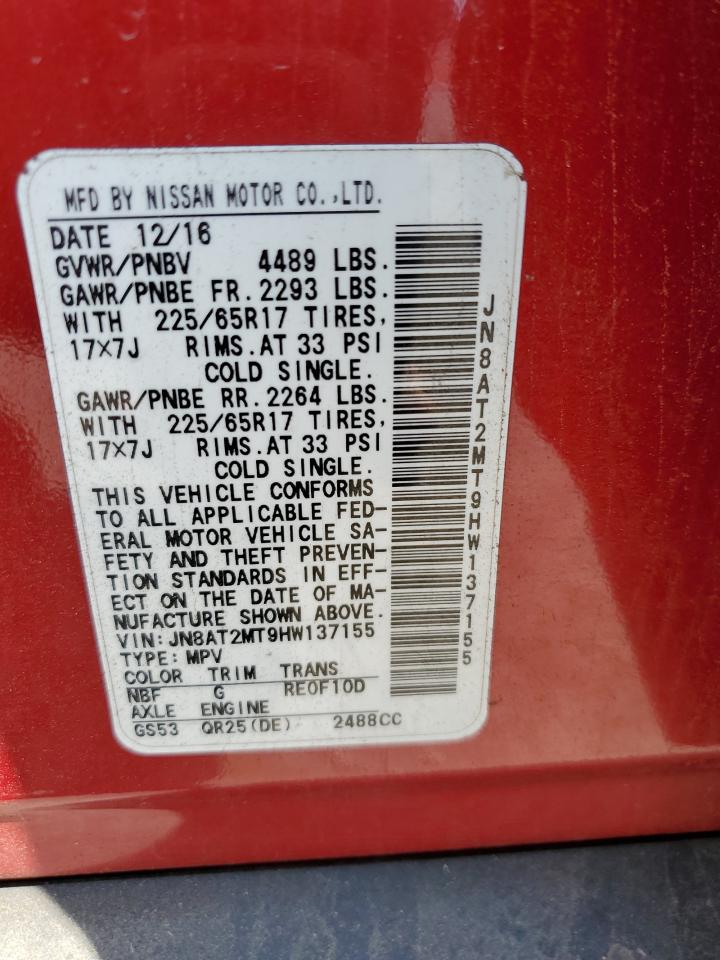 MFD BY NISSAN MOTOR CO.,LTD.
DATE 12/16
GVWR/PNBV 4489 LBS.
GAWR/PNBE FR. 2293 LBS.
WITH 225/65R17 TIRES,
17×7J RIMS. AT 33 PSI
COLD SINGLE.
GAWR/PNBE RR. 2264 LBS.
WITH 225/65R17 TIRES,
17×7J RIMS. AT 33 PSI
COLD SINGLE.
THIS VEHICLE CONFORMS
TO ALL APPLICABLE FED-
ERAL MOTOR VEHICLE SA-
FETY AND THEFT PREVEN-
TION STANDARDS IN EFF-
ECT ON THE DATE OF MA-
NUFACTURE SHOWN ABOVE.
VIN: JN8AT2MT9HW137155
TYPE: MPV
COLOR TRIM TRANS
NBF G RE0F10D
AXLE ENGINE
GS53 QR25(DE) 2488CC
JN8AT2MT9HW137155